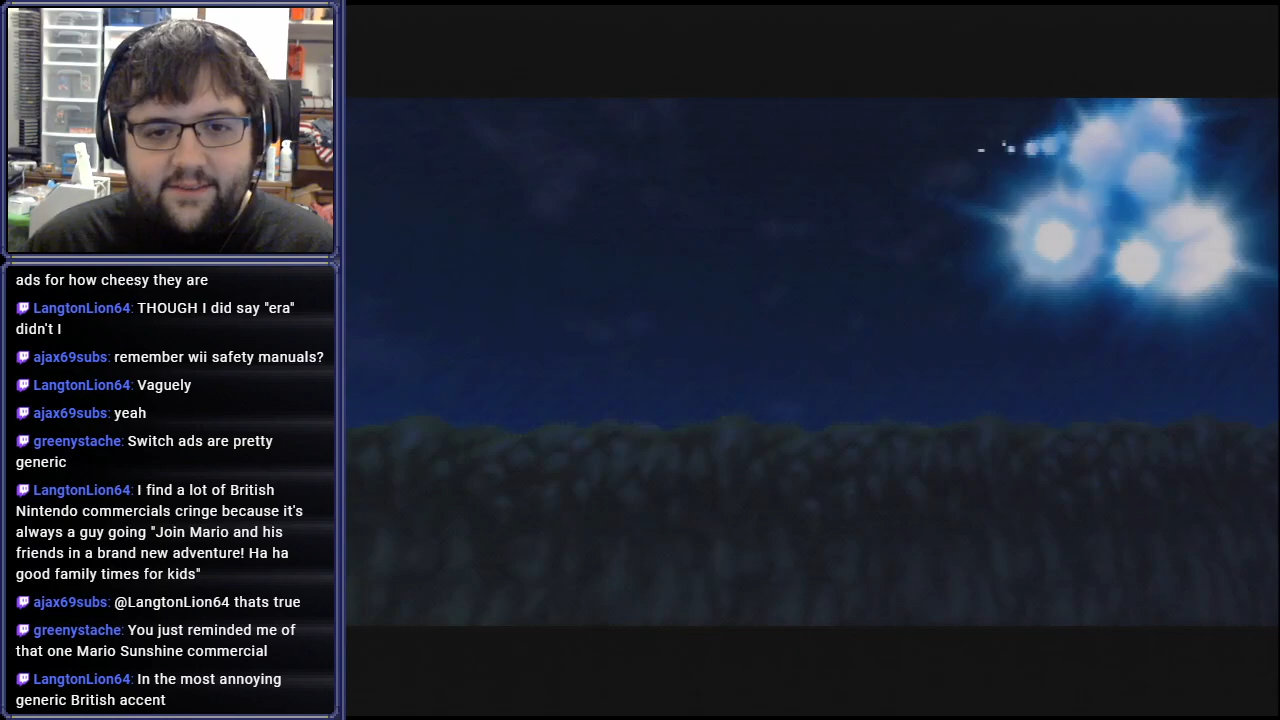 ads for how cheesy they are
LangtonLion64: THOUGH I did say "era"
didn't I
ajax69subs: remember wii safety manuals?
LangtonLion64: Vaguely
ajax69subs: yeah
greenystache: Switch ads are pretty
generic
LangtonLion64: I find a lot of British
Nintendo commercials cringe because it's
always a guy going "Join Mario and his
friends in a brand new adventure! Ha ha
good family times for kids"
ajax69subs: @LangtonLion64 thats true
greenystache: You just reminded me of
that one Mario Sunshine commercial
LangtonLion64: In the most annoying
generic British accent